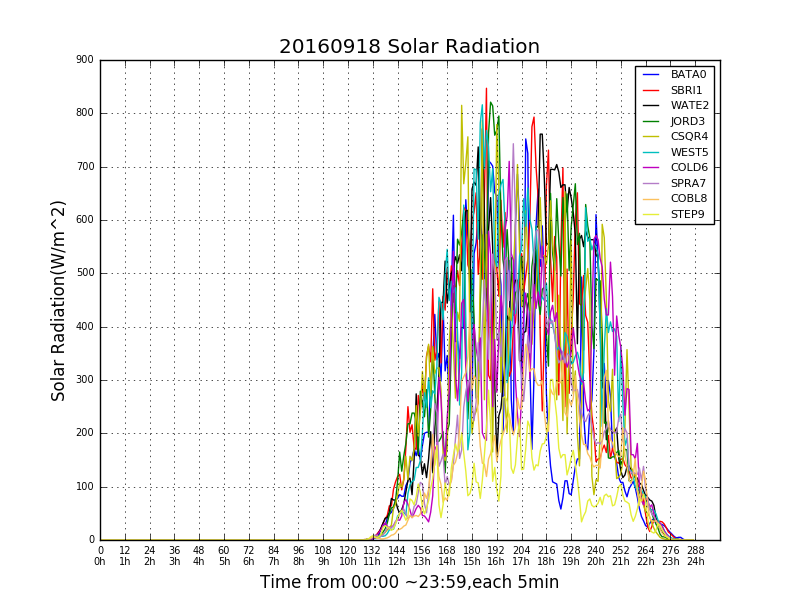 20160918 Solar Radiation
900
800
700
600
500
400
300
200
100
0
Solar Radiation(W/m^2)
BATA0
SBRI1
WATE2
JORD3
CSQR4
WEST5
COLD6
SPRA7
COBL8
STEP9
0 12 24 36 48 60 72 84 96 108 120 132 144 156 168 180 192 204 216 228 240 252 264 276 288
0h 1h 2h 3h 4h 5h 6h 7h 8h 9h 10h 11h 12h 13h 14h 15h 16h 17h 18h 19h 20h 21h 22h 23h 24h
Time from 00:00 ~23:59,each 5min